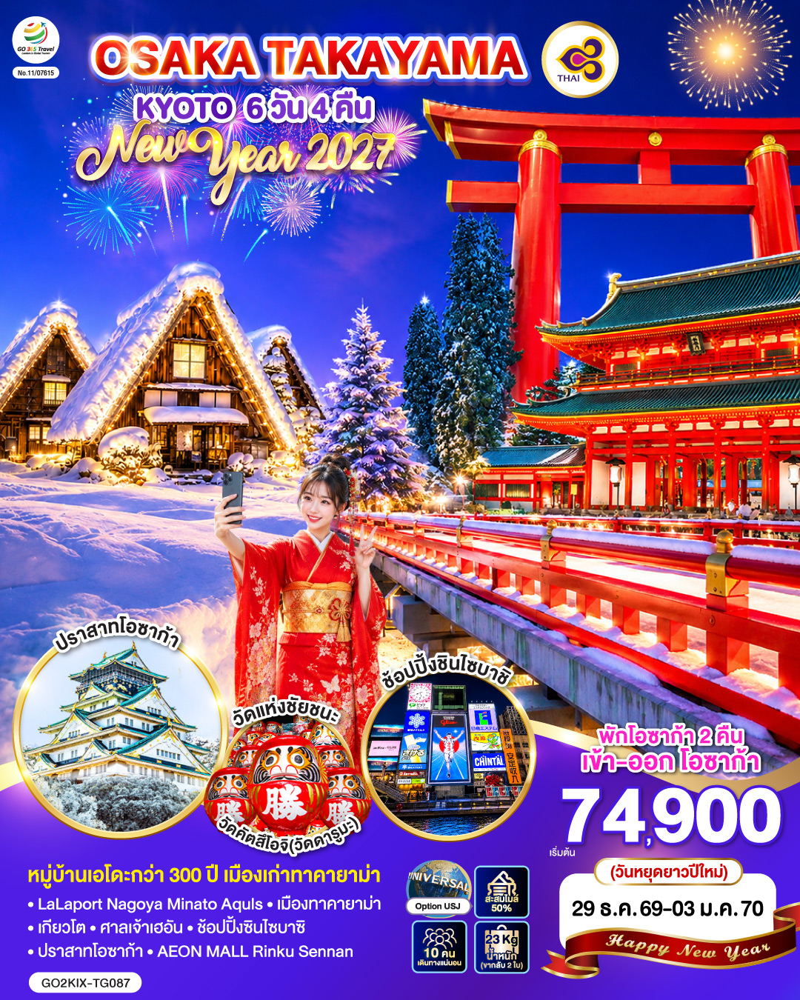 GO 365 Travel
Leaders in Global Tourism
No.11/07615
OSAKA TAKAYAMA
THAI
KYOTO 6 วัน 4 คืน
New Year 2027
ปราสาทโอซาก้า
วัดแห่งชัยชนะ
勝 勝 勝
วัดคัตสึโอจิ(วัดดารูมะ)
ช้อปปิ้งชินไซบาชิ
Glico
CHINTAI
พักโอซาก้า 2 คืน
เข้า-ออก โอซาก้า
74,900
เริ่มต้น
(วันหยุดยาวปีใหม่)
29 ธ.ค. 69-03 ม.ค. 70
Happy New Year
หมู่บ้านเอโดะกว่า 300 ปี เมืองเก่าทาคายาม่า
• LaLaport Nagoya Minato Aquls • เมืองทาคายาม่า
• เกียวโต • ศาลเจ้าเฮอัน • ช้อปปิ้งซินไซบาซิ
• ปราสาทโอซาก้า • AEON MALL Rinku Sennan
GO2KIX-TG087
UNIVERSAL
Option USJ
สะสมไมล์
50%
10 คน
เดินทางแน่นอน
23 Kg
น้ำหนัก
(ขากลับ 2 ใบ)